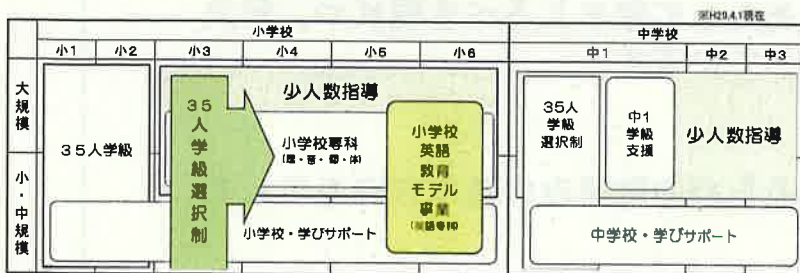 ※H29.4.1現在
小学校 中学校
小1 小2 小3 小4 小5 小6 中1 中2 中3
大規模
小・中規模
35人学級
35人学級選択制
少人数指導
小学校専科
小学校
英語
教育
モデル
事業
(英語専科)
小学校・学びサポート
35人
学級
選択制
中1
学級
支援
少人数指導
中学校・学びサポート